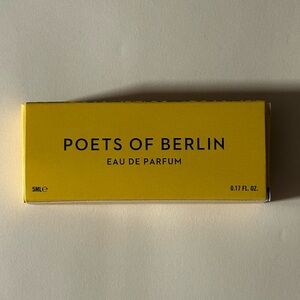 POETS OF BERLIN
EAU DE PARFUM
5ML℮ 0.17 FL. OZ.